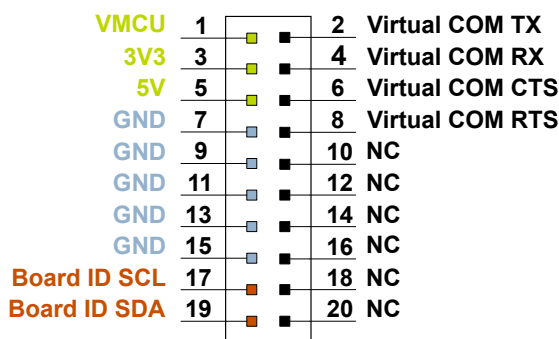 VMCU 1 2 Virtual COM TX
3V3 3 4 Virtual COM RX
5V 5 6 Virtual COM CTS
GND 7 8 Virtual COM RTS
GND 9 10 NC
GND 11 12 NC
GND 13 14 NC
GND 15 16 NC
Board ID SCL 17 18 NC
Board ID SDA 19 20 NC